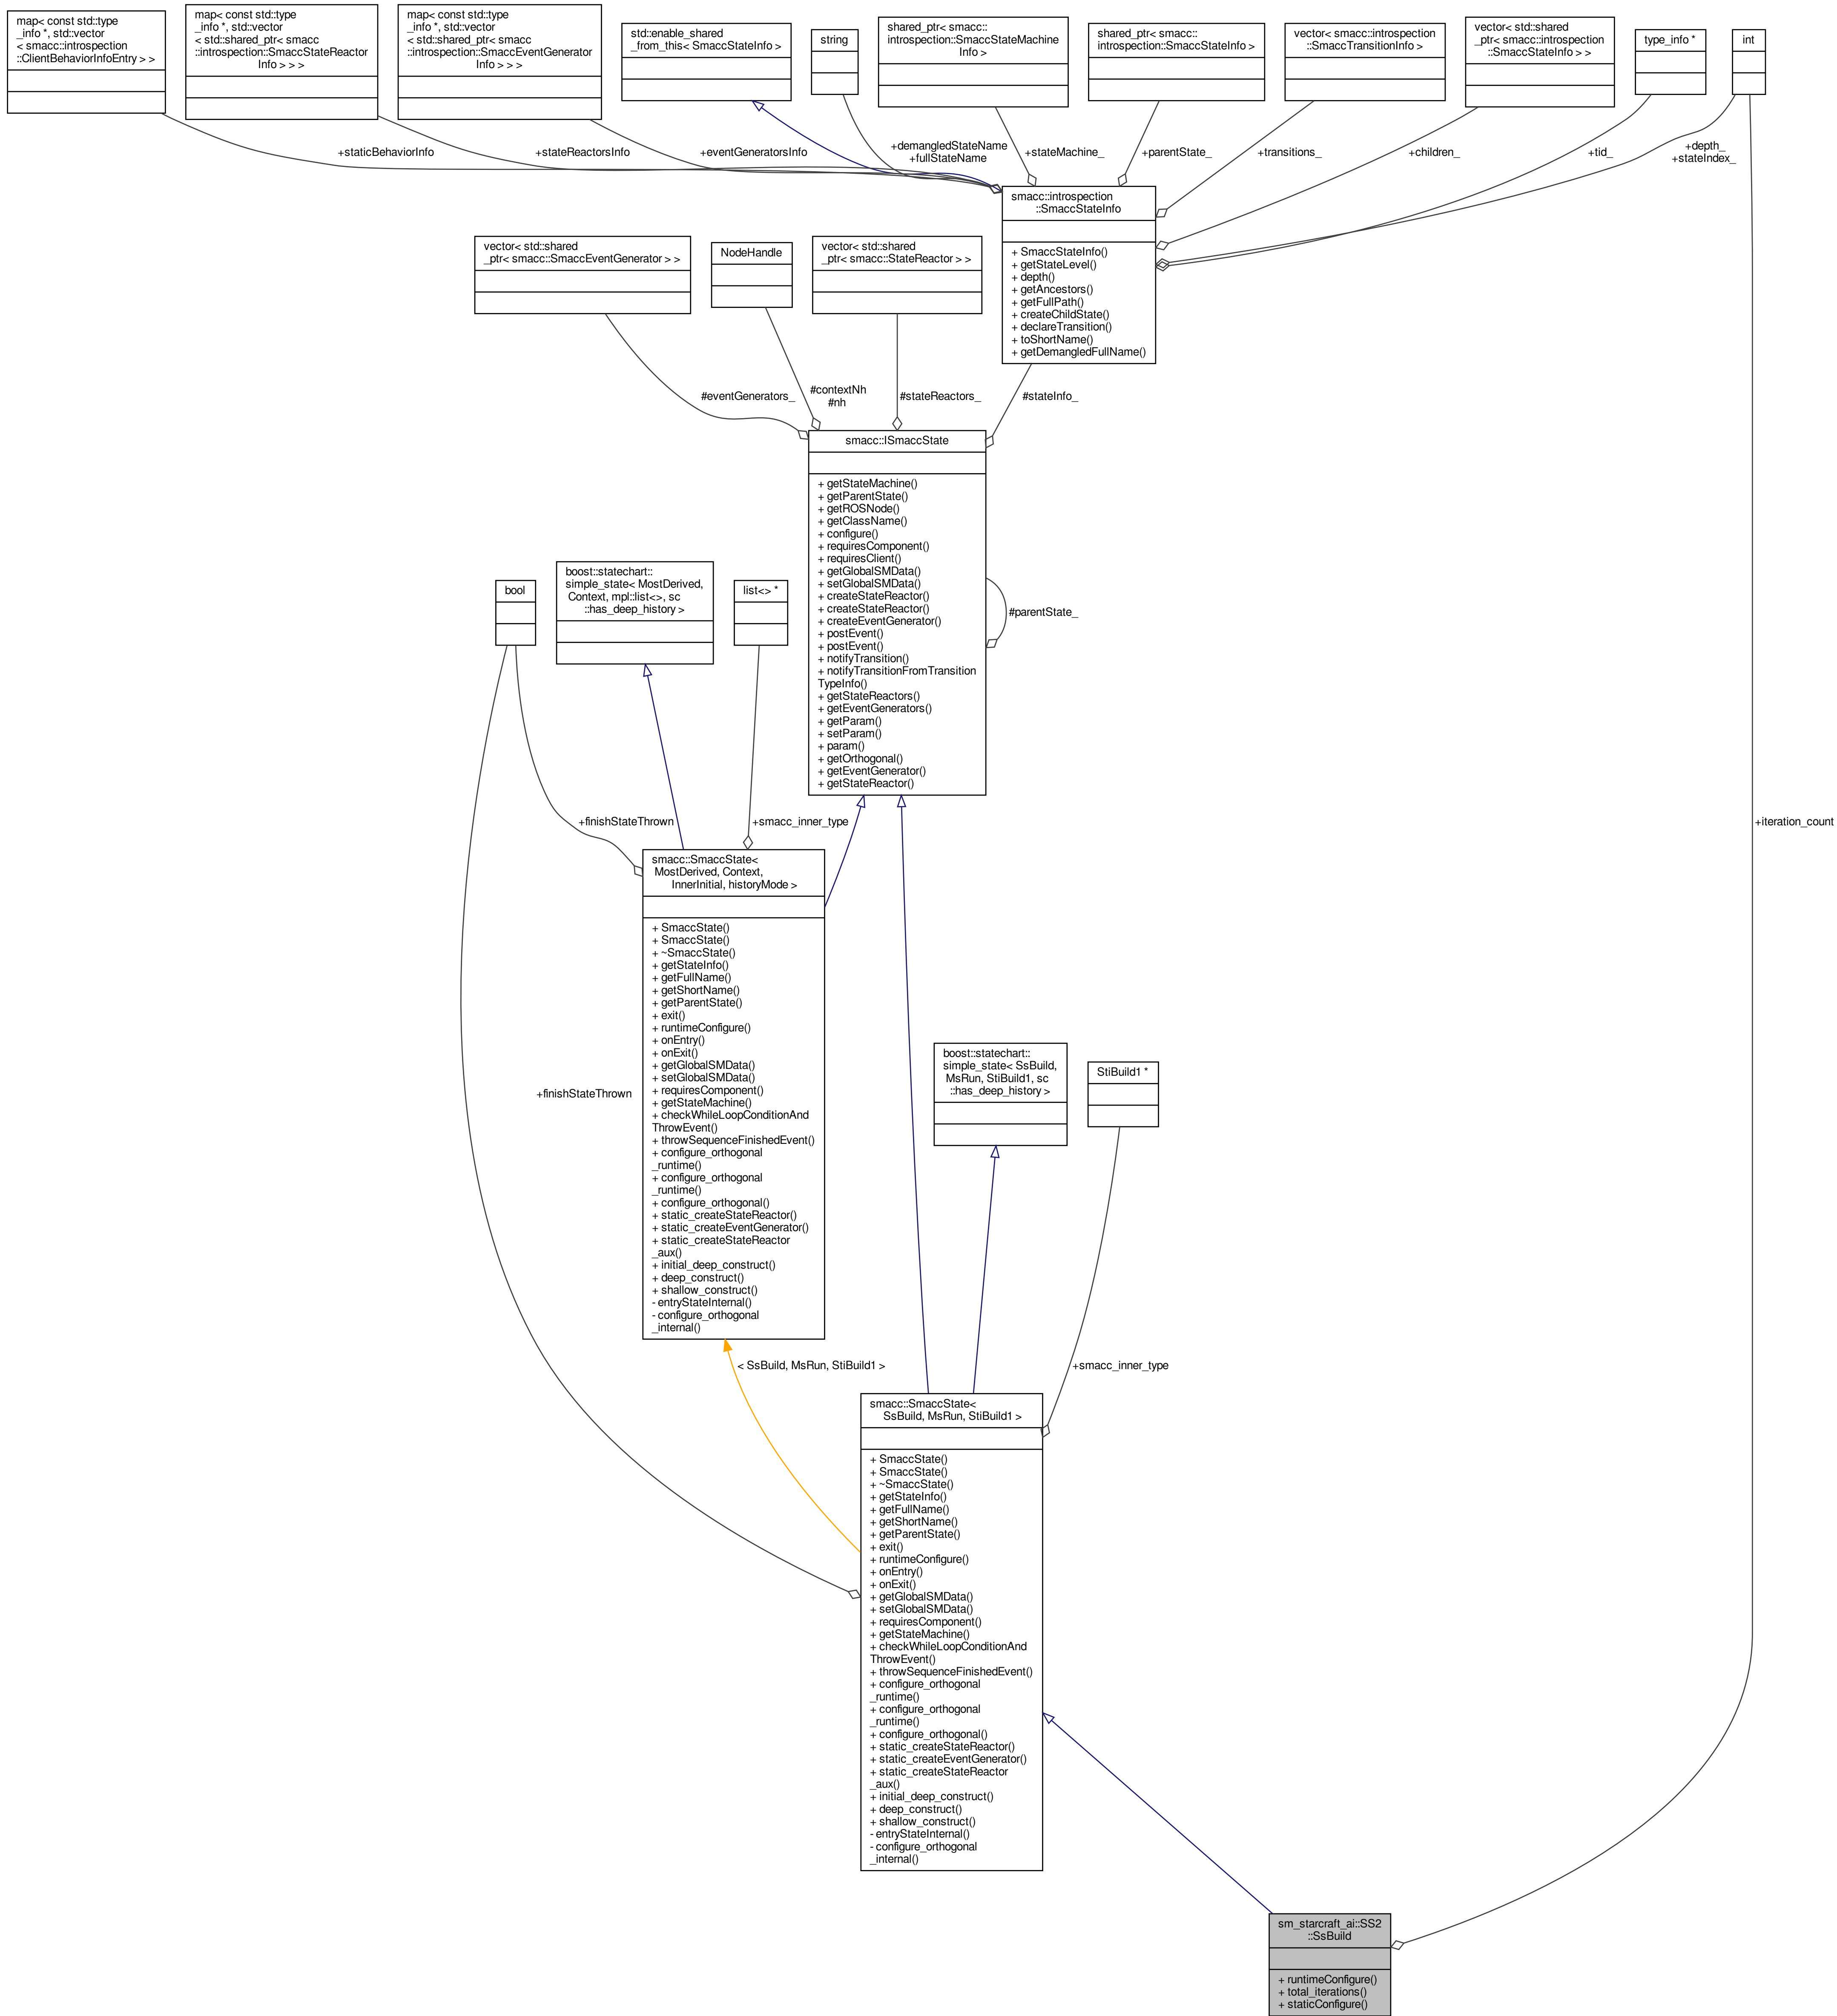 map< const std::type
_info *, std::vector
< smacc::introspection
::ClientBehaviorInfoEntry > >
map< const std::type
_info *, std::vector
< std::shared_ptr< smacc
::introspection::SmaccStateReactor
Info > > >
map< const std::type
_info *, std::vector
< std::shared_ptr< smacc
::introspection::SmaccEventGenerator
Info > > >
std::enable_shared
_from_this< SmaccStateInfo >
string
shared_ptr< smacc::
introspection::SmaccStateMachine
Info >
shared_ptr< smacc::
introspection::SmaccStateInfo >
vector< smacc::introspection
::SmaccTransitionInfo >
vector< std::shared
_ptr< smacc::introspection
::SmaccStateInfo > >
type_info *
int
+staticBehaviorInfo
+stateReactorsInfo
+eventGeneratorsInfo
+demangledStateName
+fullStateName
+stateMachine_
+parentState_
+transitions_
+children_
+tid_
+depth_
+stateIndex_
smacc::introspection
::SmaccStateInfo
+ SmaccStateInfo()
+ getStateLevel()
+ depth()
+ getAncestors()
+ getFullPath()
+ createChildState()
+ declareTransition()
+ toShortName()
+ getDemangledFullName()
vector< std::shared
_ptr< smacc::SmaccEventGenerator > >
NodeHandle
vector< std::shared
_ptr< smacc::StateReactor > >
#eventGenerators_
#contextNh
#nh
#stateReactors_
#stateInfo_
smacc::ISmaccState
+ getStateMachine()
+ getParentState()
+ getROSNode()
+ getClassName()
+ configure()
+ requiresComponent()
+ requiresClient()
+ getGlobalSMData()
+ setGlobalSMData()
+ createStateReactor()
+ createStateReactor()
+ createEventGenerator()
+ postEvent()
+ postEvent()
+ notifyTransition()
+ notifyTransitionFromTransition
TypeInfo()
+ getStateReactors()
+ getEventGenerators()
+ getParam()
+ setParam()
+ param()
+ getOrthogonal()
+ getEventGenerator()
+ getStateReactor()
#parentState_
bool
boost::statechart::
simple_state< MostDerived,
Context, mpl::list<>, sc
::has_deep_history >
list<> *
+finishStateThrown
+smacc_inner_type
+iteration_count
smacc::SmaccState<
MostDerived, Context,
InnerInitial, historyMode >
+ SmaccState()
+ SmaccState()
+ ~SmaccState()
+ getStateInfo()
+ getFullName()
+ getShortName()
+ getParentState()
+ exit()
+ runtimeConfigure()
+ onEntry()
+ onExit()
+ getGlobalSMData()
+ setGlobalSMData()
+ requiresComponent()
+ getStateMachine()
+ checkWhileLoopConditionAnd
ThrowEvent()
+ throwSequenceFinishedEvent()
+ configure_orthogonal
_runtime()
+ configure_orthogonal
_runtime()
+ configure_orthogonal()
+ static_createStateReactor()
+ static_createEventGenerator()
+ static_createStateReactor
_aux()
+ initial_deep_construct()
+ deep_construct()
+ shallow_construct()
- entryStateInternal()
- configure_orthogonal
_internal()
+finishStateThrown
boost::statechart::
simple_state< SsBuild,
MsRun, StiBuild1, sc
::has_deep_history >
StiBuild1 *
< SsBuild, MsRun, StiBuild1 >
+smacc_inner_type
smacc::SmaccState<
SsBuild, MsRun, StiBuild1 >
+ SmaccState()
+ SmaccState()
+ ~SmaccState()
+ getStateInfo()
+ getFullName()
+ getShortName()
+ getParentState()
+ exit()
+ runtimeConfigure()
+ onEntry()
+ onExit()
+ getGlobalSMData()
+ setGlobalSMData()
+ requiresComponent()
+ getStateMachine()
+ checkWhileLoopConditionAnd
ThrowEvent()
+ throwSequenceFinishedEvent()
+ configure_orthogonal
_runtime()
+ configure_orthogonal
_runtime()
+ configure_orthogonal()
+ static_createStateReactor()
+ static_createEventGenerator()
+ static_createStateReactor
_aux()
+ initial_deep_construct()
+ deep_construct()
+ shallow_construct()
- entryStateInternal()
- configure_orthogonal
_internal()
sm_starcraft_ai::SS2
::SsBuild
+ runtimeConfigure()
+ total_iterations()
+ staticConfigure()